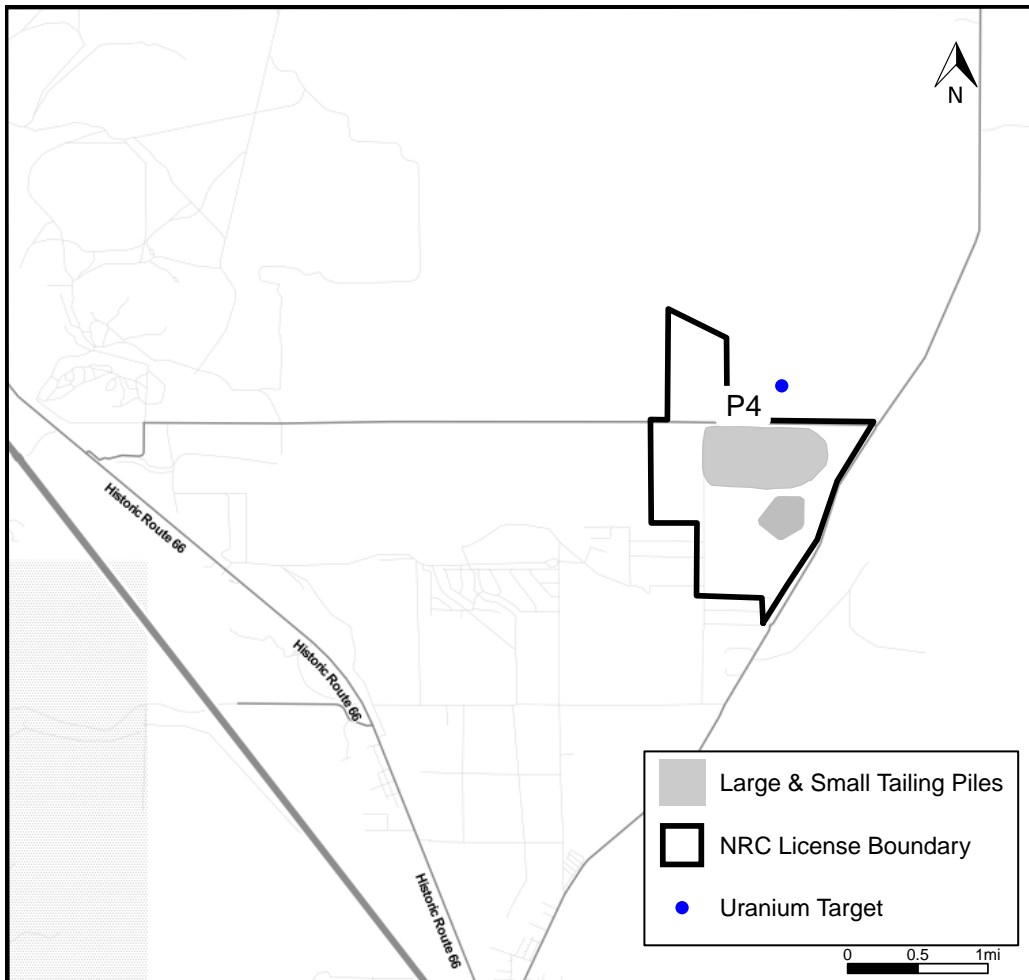 N
P4
Historic Route 66
Historic Route 66
Historic Route 66
Large & Small Tailing Piles
NRC License Boundary
Uranium Target
0 0.5 1mi